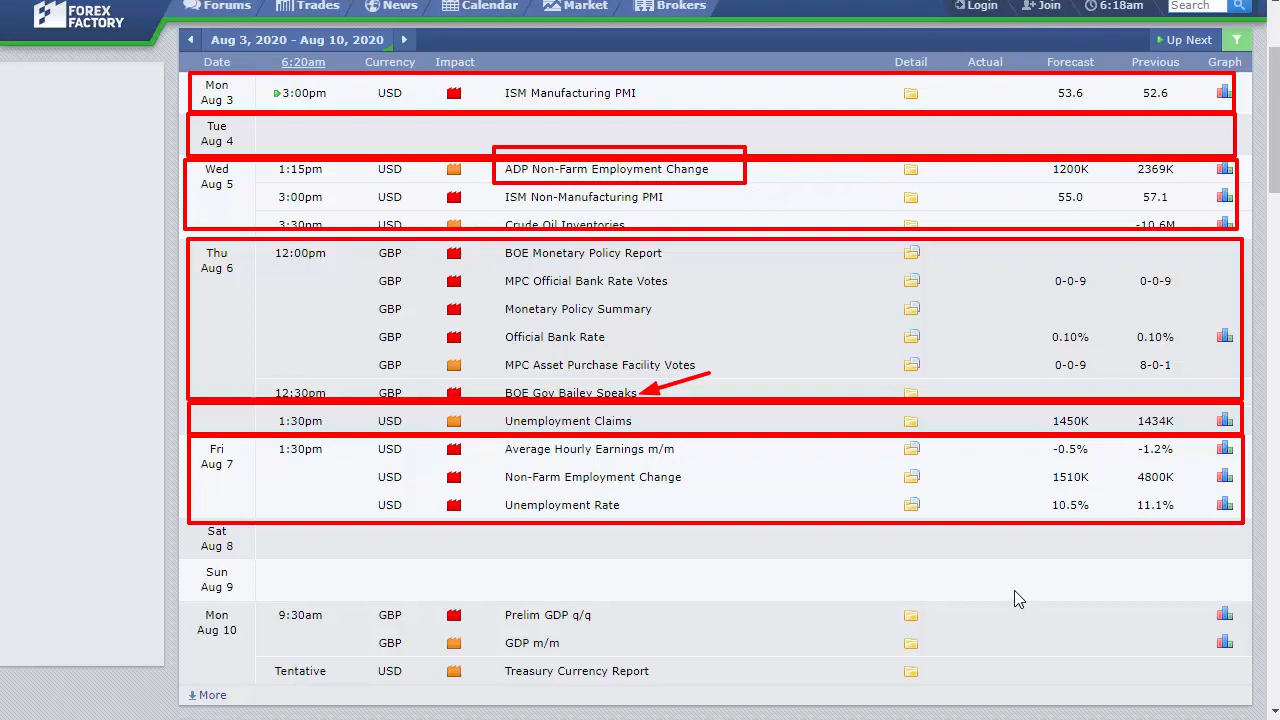 FOREX
FACTORY
Forums Trades News Calendar Market Brokers Login Join 6:18am Search
Aug 3, 2020 - Aug 10, 2020 Up Next
Date 6:20am Currency Impact Detail Actual Forecast Previous Graph
Mon
Aug 3 3:00pm USD ISM Manufacturing PMI 53.6 52.6
Tue
Aug 4
Wed
Aug 5 1:15pm USD ADP Non-Farm Employment Change 1200K 2369K
3:00pm USD ISM Non-Manufacturing PMI 55.0 57.1
3:30pm USD Crude Oil Inventories -10.6M
Thu
Aug 6 12:00pm GBP BOE Monetary Policy Report
GBP MPC Official Bank Rate Votes 0-0-9 0-0-9
GBP Monetary Policy Summary
GBP Official Bank Rate 0.10% 0.10%
GBP MPC Asset Purchase Facility Votes 0-0-9 8-0-1
12:30pm GBP BOE Gov Bailey Speaks
1:30pm USD Unemployment Claims 1450K 1434K
Fri
Aug 7 1:30pm USD Average Hourly Earnings m/m -0.5% -1.2%
USD Non-Farm Employment Change 1510K 4800K
USD Unemployment Rate 10.5% 11.1%
Sat
Aug 8
Sun
Aug 9
Mon
Aug 10 9:30am GBP Prelim GDP q/q
GBP GDP m/m
Tentative USD Treasury Currency Report
More